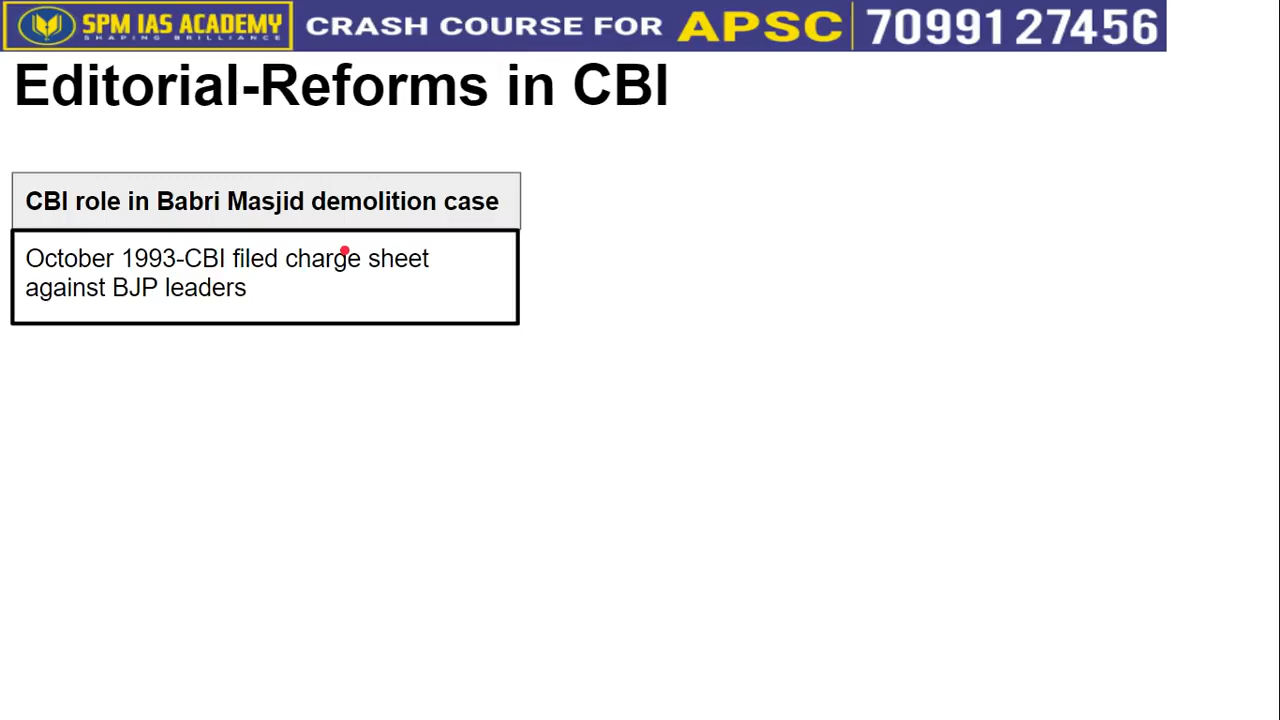 SPM IAS ACADEMY
SHAPING BRILLIANCE
CRASH COURSE FOR APSC 70991 27456
Editorial-Reforms in CBI
CBI role in Babri Masjid demolition case
October 1993-CBI filed charge sheet
against BJP leaders